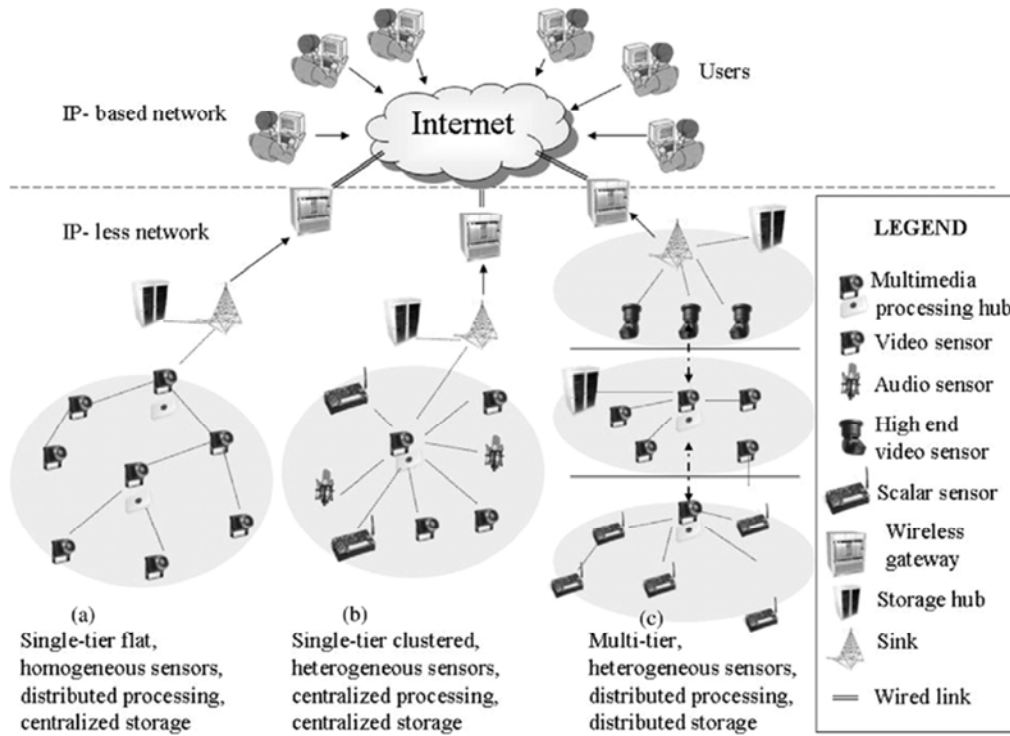 Users
IP- based network
Internet
IP- less network
LEGEND
Multimedia
processing hub
Video sensor
Audio sensor
High end
video sensor
Scalar sensor
Wireless
gateway
Storage hub
Sink
Wired link
(a)
Single-tier flat,
homogeneous sensors,
distributed processing,
centralized storage
(b)
Single-tier clustered,
heterogeneous sensors,
centralized processing,
centralized storage
(c)
Multi-tier,
heterogeneous sensors,
distributed processing,
distributed storage